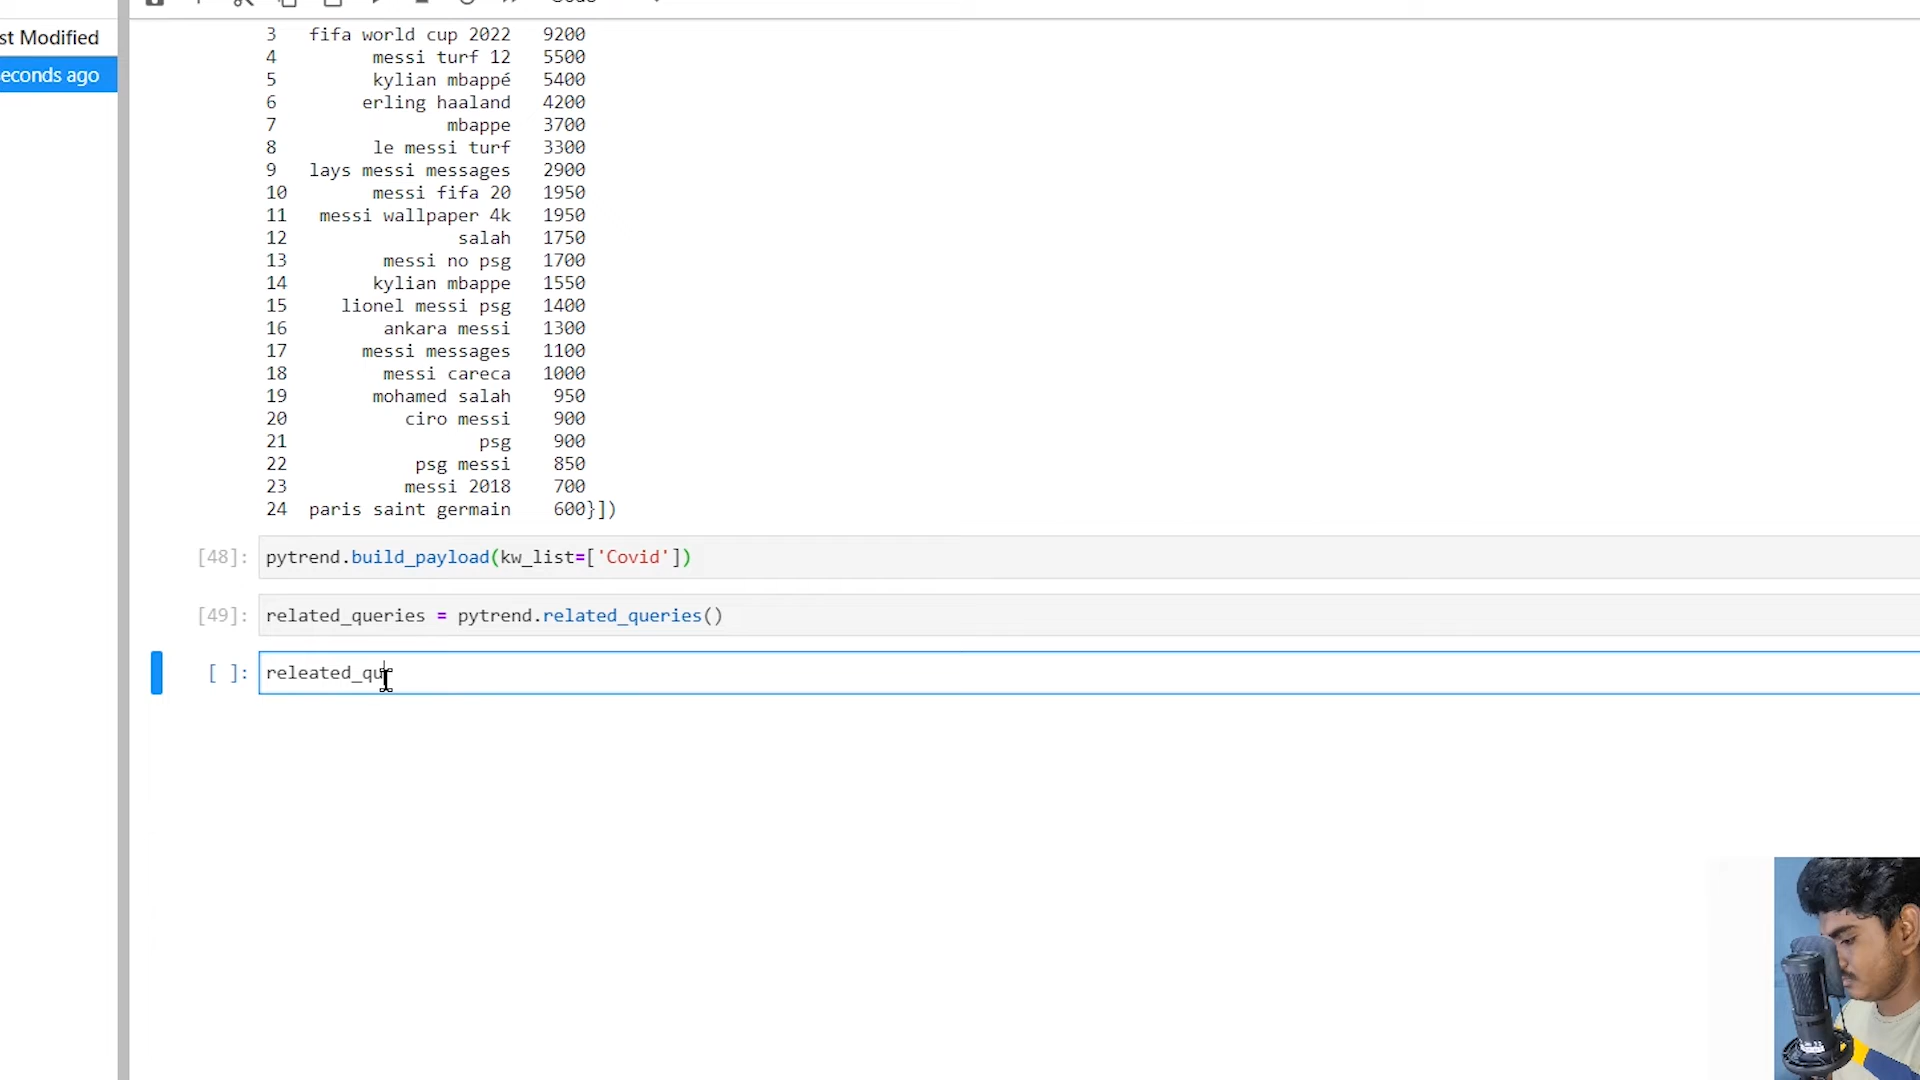 st Modified
econds ago
3 fifa world cup 2022 9200
4 messi turf 12 5500
5 kylian mbappé 5400
6 erling haaland 4200
7 mbappe 3700
8 le messi turf 3300
9 lays messi messages 2900
10 messi fifa 20 1950
11 messi wallpaper 4k 1950
12 salah 1750
13 messi no psg 1700
14 kylian mbappe 1550
15 lionel messi psg 1400
16 ankara messi 1300
17 messi messages 1100
18 messi careca 1000
19 mohamed salah 950
20 ciro messi 900
21 psg 900
22 psg messi 850
23 messi 2018 700
24 paris saint germain 600}])
[48]: pytrend.build_payload(kw_list=['Covid'])
[49]: related_queries = pytrend.related_queries()
[ ]: releated_qu